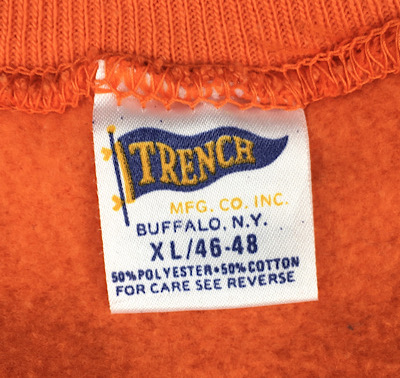 TRENCH
MFG. CO. INC.
BUFFALO, N.Y.
XL/46-48
50% POLYESTER • 50% COTTON
FOR CARE SEE REVERSE